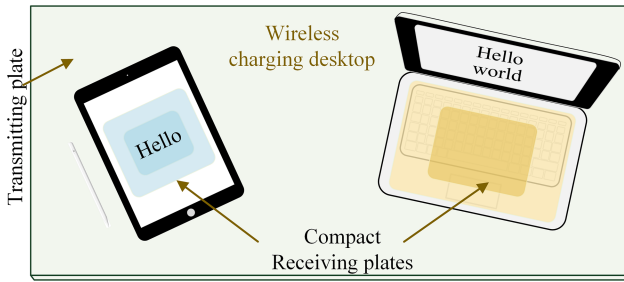 Transmitting plate
Wireless
charging desktop
Hello
Hello
world
Compact
Receiving plates